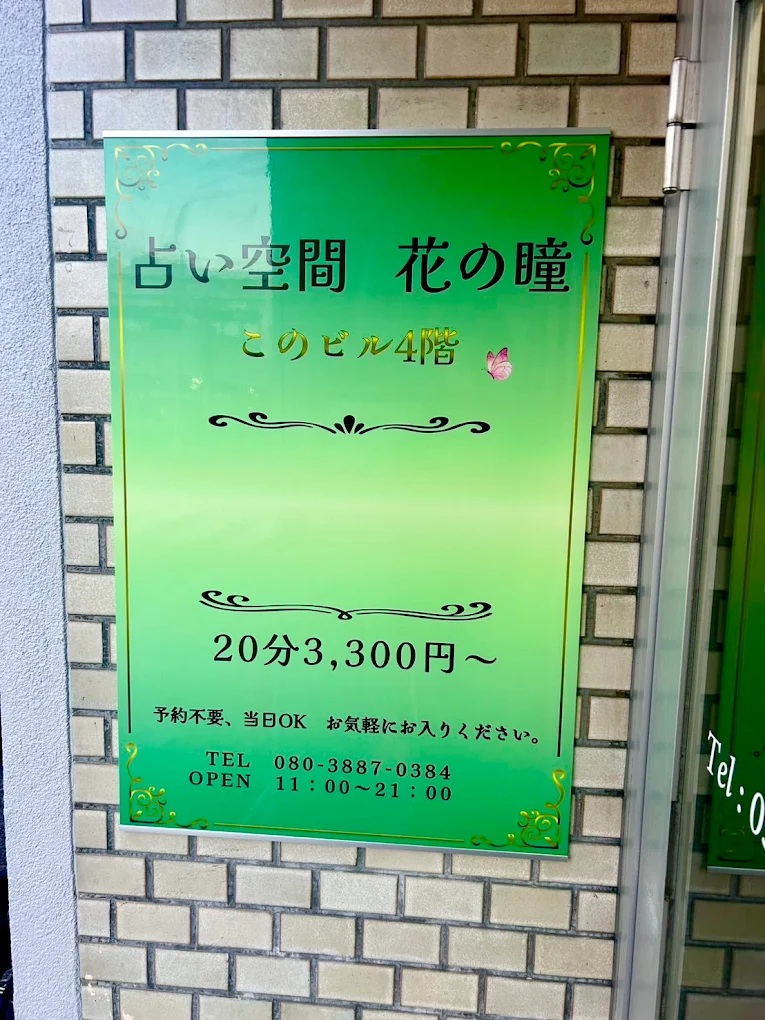 占い空間　花の瞳
このビル4階
20分3,300円～
予約不要、当日OK　お気軽にお入りください。
TEL　080-3887-0384
OPEN　11：00～21：00
Tel：0